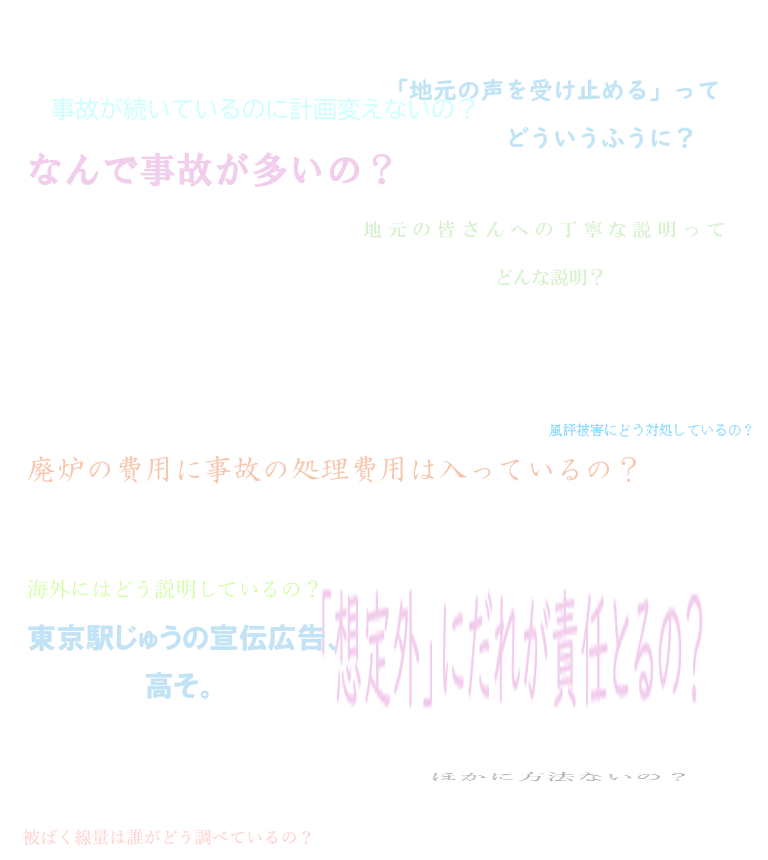 「地元の声を受け止める」って
事故が続いているのに計画変えないの？
どういうふうに？
なんで事故が多いの？
地元の皆さんへの丁寧な説明って
どんな説明？
風評被害にどう対処しているの？
廃炉の費用に事故の処理費用は入っているの？
海外にはどう説明しているの？
「想定外」にだれが責任とるの？
東京駅じゅうの宣伝広告、
高そ。
ほかに方法ないの？
被ばく線量は誰がどう調べているの？